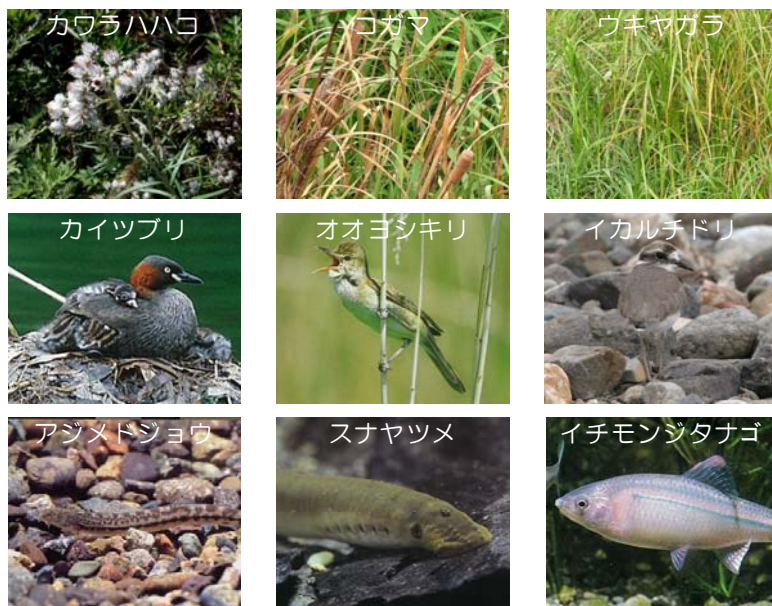 カワラハハコ
コガマ
ウキヤガラ
カイツブリ
オオヨシキリ
イカルチドリ
アジメドジョウ
スナヤツメ
イチモンジタナゴ